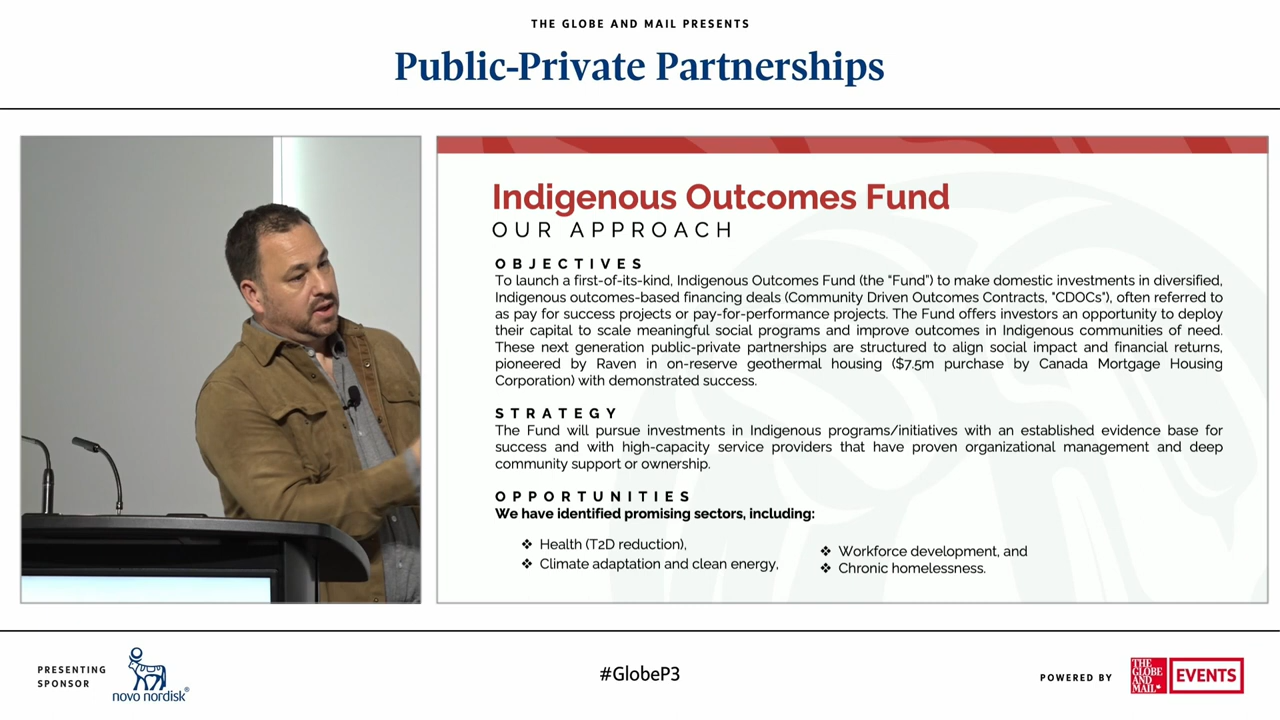 THE GLOBE AND MAIL PRESENTS
Public-Private Partnerships
Indigenous Outcomes Fund
OUR APPROACH
OBJECTIVES
To launch a first-of-its-kind, Indigenous Outcomes Fund (the "Fund") to make domestic investments in diversified,
Indigenous outcomes-based financing deals (Community Driven Outcomes Contracts, "CDOCs"), often referred to
as pay for success projects or pay-for-performance projects. The Fund offers investors an opportunity to deploy
their capital to scale meaningful social programs and improve outcomes in Indigenous communities of need.
These next generation public-private partnerships are structured to align social impact and financial returns,
pioneered by Raven in on-reserve geothermal housing ($7.5m purchase by Canada Mortgage Housing
Corporation) with demonstrated success.
STRATEGY
The Fund will pursue investments in Indigenous programs/initiatives with an established evidence base for
success and with high-capacity service providers that have proven organizational management and deep
community support or ownership.
OPPORTUNITIES
We have identified promising sectors, including:
❖ Health (T2D reduction),
❖ Climate adaptation and clean energy,
❖ Workforce development, and
❖ Chronic homelessness.
PRESENTING
SPONSOR
novo nordisk®
#GlobeP3
POWERED BY
THE
GLOBE
AND
MAIL
EVENTS